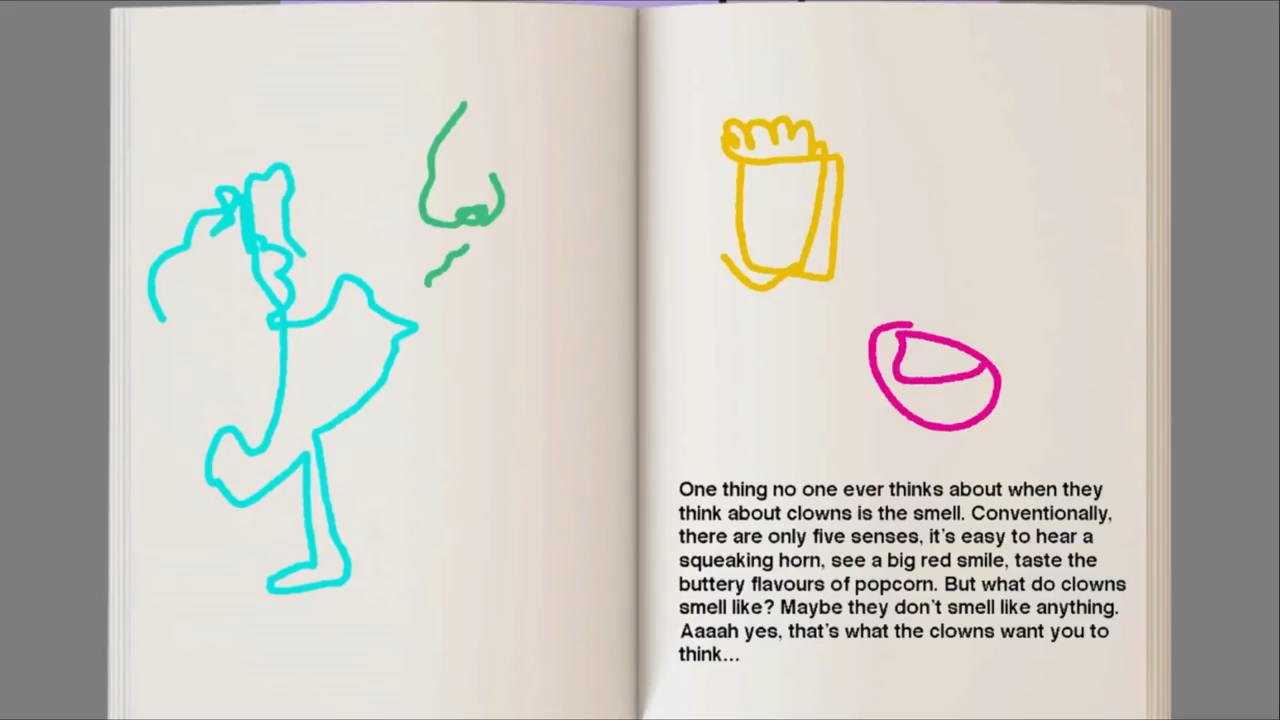 One thing no one ever thinks about when they
think about clowns is the smell. Conventionally,
there are only five senses, it's easy to hear a
squeaking horn, see a big red smile, taste the
buttery flavours of popcorn. But what do clowns
smell like? Maybe they don't smell like anything.
Aaaah yes, that's what the clowns want you to
think...